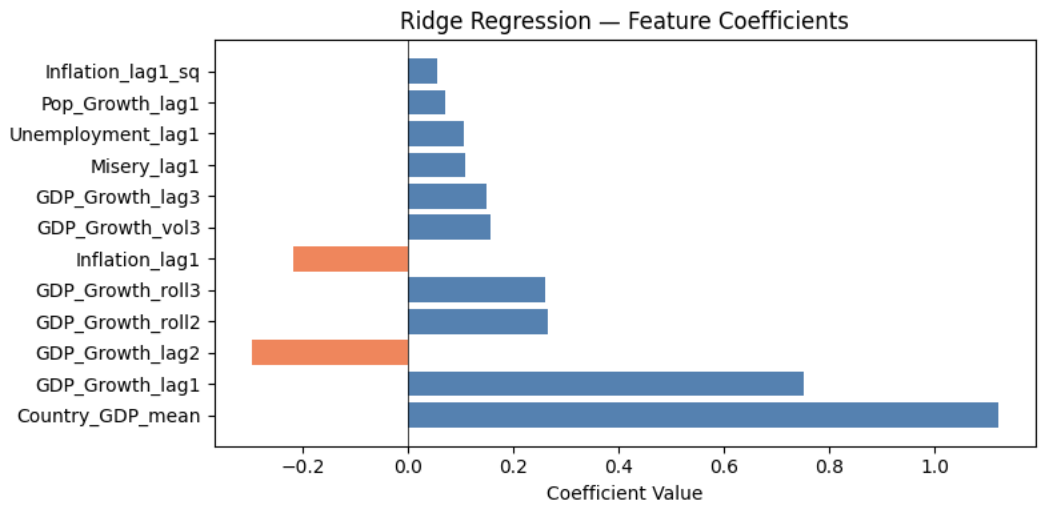 Ridge Regression — Feature Coefficients
Inflation_lag1_sq
Pop_Growth_lag1
Unemployment_lag1
Misery_lag1
GDP_Growth_lag3
GDP_Growth_vol3
Inflation_lag1
GDP_Growth_roll3
GDP_Growth_roll2
GDP_Growth_lag2
GDP_Growth_lag1
Country_GDP_mean
−0.2 0.0 0.2 0.4 0.6 0.8 1.0
Coefficient Value